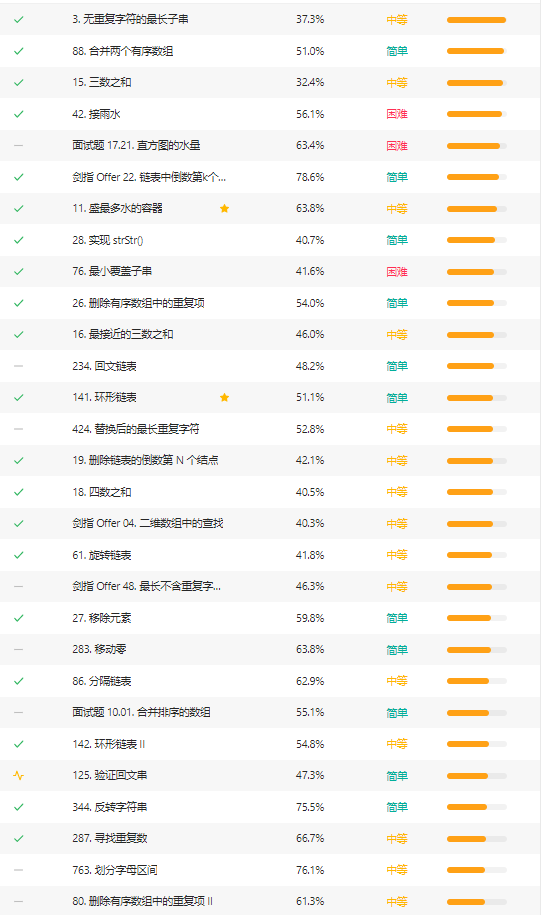 3. 无重复字符的最长子串 37.3% 中等
88. 合并两个有序数组 51.0% 简单
15. 三数之和 32.4% 中等
42. 接雨水 56.1% 困难
面试题 17.21. 直方图的水量 63.4% 困难
剑指 Offer 22. 链表中倒数第k个... 78.6% 简单
11. 盛最多水的容器 63.8% 中等
28. 实现 strStr() 40.7% 简单
76. 最小覆盖子串 41.6% 困难
26. 删除有序数组中的重复项 54.0% 简单
16. 最接近的三数之和 46.0% 中等
234. 回文链表 48.2% 简单
141. 环形链表 51.1% 简单
424. 替换后的最长重复字符 52.8% 中等
19. 删除链表的倒数第 N 个结点 42.1% 中等
18. 四数之和 40.5% 中等
剑指 Offer 04. 二维数组中的查找 40.3% 中等
61. 旋转链表 41.8% 中等
剑指 Offer 48. 最长不含重复字... 46.3% 中等
27. 移除元素 59.8% 简单
283. 移动零 63.8% 简单
86. 分隔链表 62.9% 中等
面试题 10.01. 合并排序的数组 55.1% 简单
142. 环形链表 II 54.8% 中等
125. 验证回文串 47.3% 简单
344. 反转字符串 75.5% 简单
287. 寻找重复数 66.7% 中等
763. 划分字母区间 76.1% 中等
80. 删除有序数组中的重复项 II 61.3% 中等